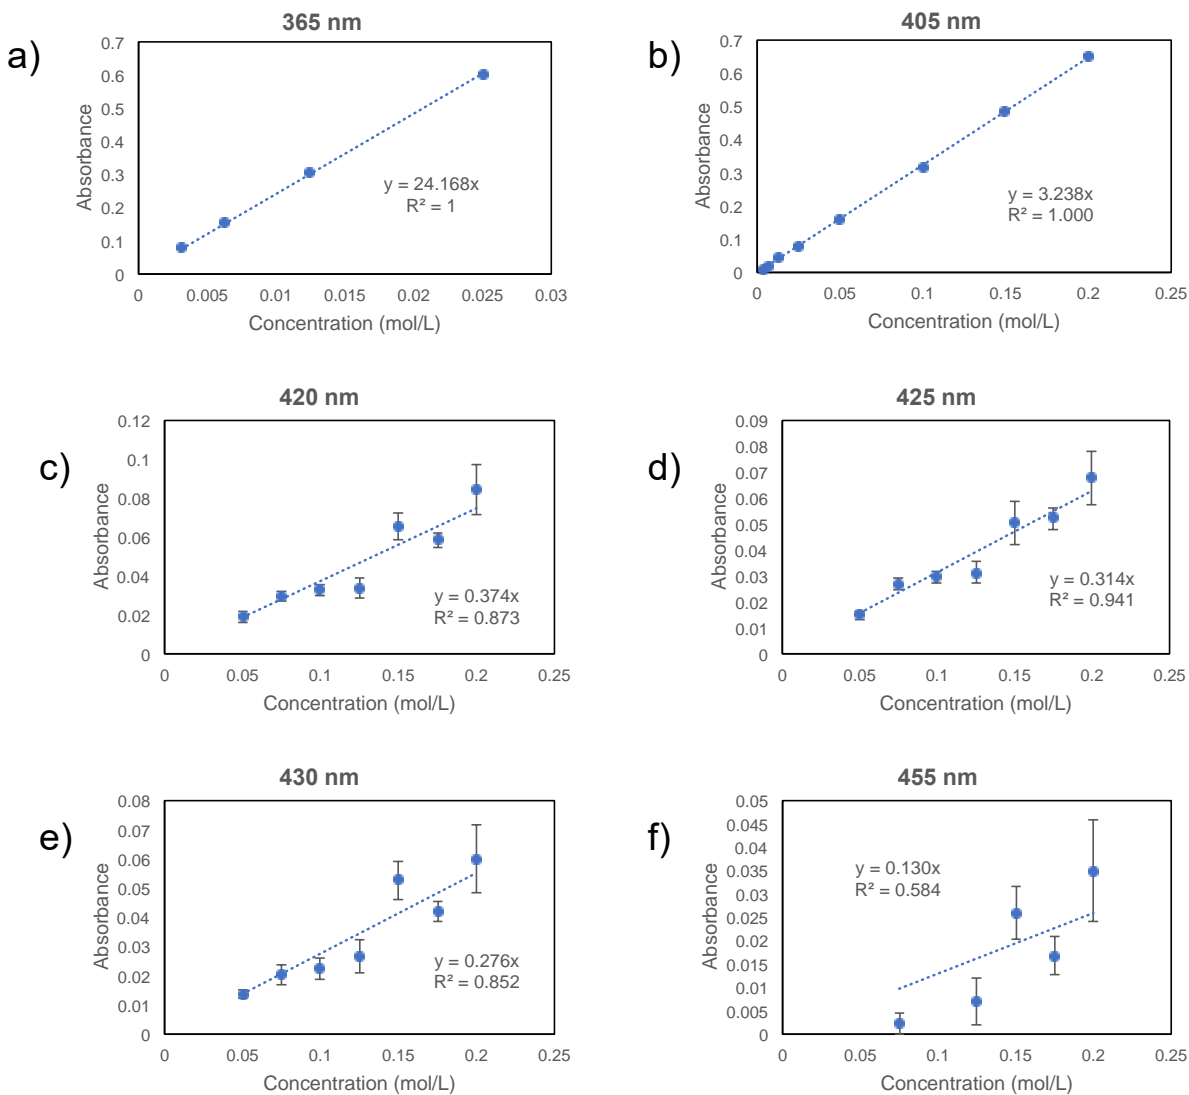 a)
365 nm
Absorbance
0.7
0.6
0.5
0.4
0.3
0.2
0.1
0
y = 24.168x
R² = 1
0 0.005 0.01 0.015 0.02 0.025 0.03
Concentration (mol/L)
b)
405 nm
Absorbance
0.7
0.6
0.5
0.4
0.3
0.2
0.1
0
y = 3.238x
R² = 1.000
0 0.05 0.1 0.15 0.2 0.25
Concentration (mol/L)
c)
420 nm
Absorbance
0.12
0.1
0.08
0.06
0.04
0.02
0
y = 0.374x
R² = 0.873
0 0.05 0.1 0.15 0.2 0.25
Concentration (mol/L)
d)
425 nm
Absorbance
0.09
0.08
0.07
0.06
0.05
0.04
0.03
0.02
0.01
0
y = 0.314x
R² = 0.941
0 0.05 0.1 0.15 0.2 0.25
Concentration (mol/L)
e)
430 nm
Absorbance
0.08
0.07
0.06
0.05
0.04
0.03
0.02
0.01
0
y = 0.276x
R² = 0.852
0 0.05 0.1 0.15 0.2 0.25
Concentration (mol/L)
f)
455 nm
Absorbance
0.05
0.045
0.04
0.035
0.03
0.025
0.02
0.015
0.01
0.005
0
y = 0.130x
R² = 0.584
0 0.05 0.1 0.15 0.2 0.25
Concentration (mol/L)